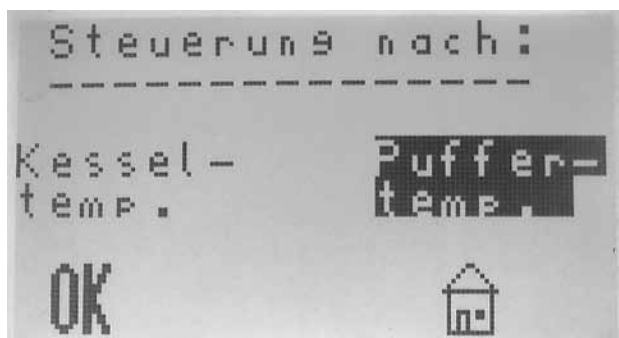 Steuerung nach:
----------------
Kessel- Puffer-
temp. temp.
OK